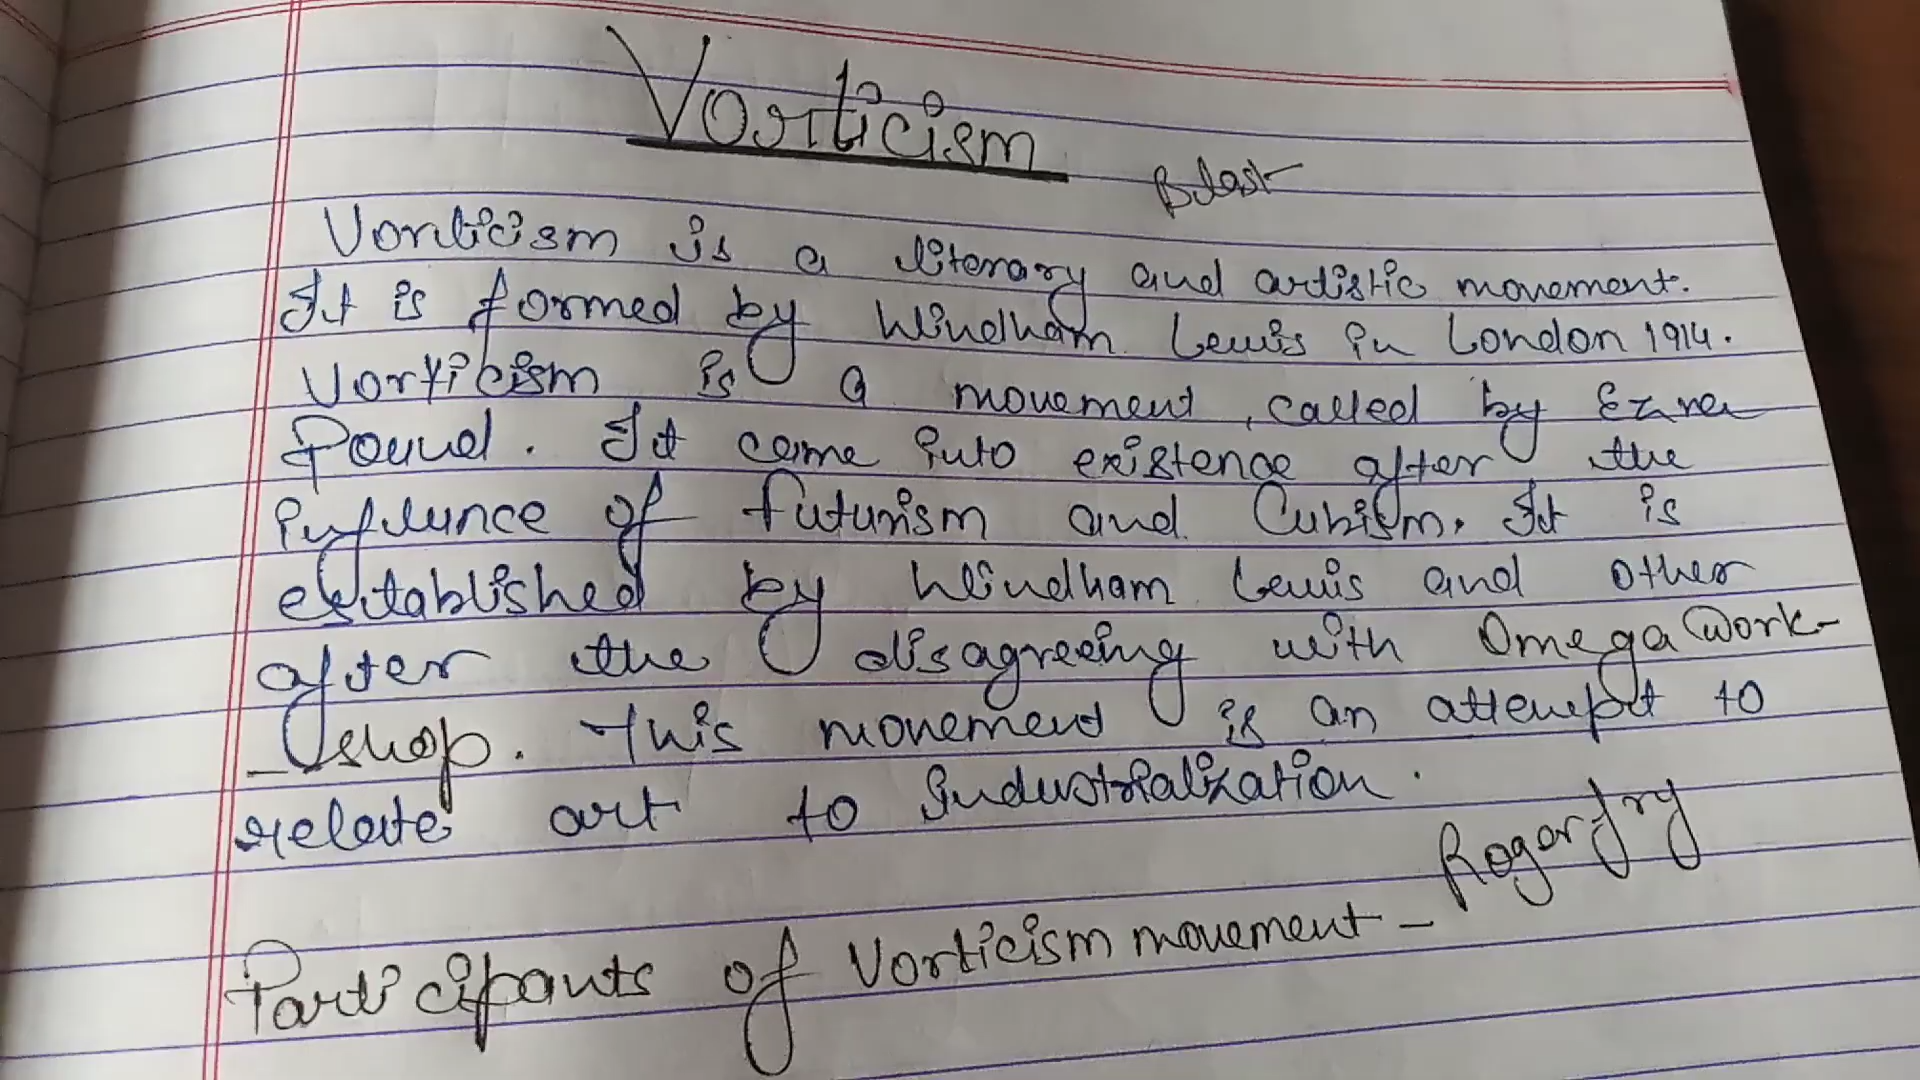 Vorticism
Blast
Vorticism is a literary and artistic movement.
It is formed by Windham Lewis in London 1914.
Vorticism is a movement, called by Ezra
Pound. It came into existence after the
influnce of futurism and Cubism. It is
established by Windham Lewis and other
after the disagreeing with Omega Work-
-shop. This movement is an attempt to
relate art to Industrialization.
Roger fry
Participants of Vorticism movement -